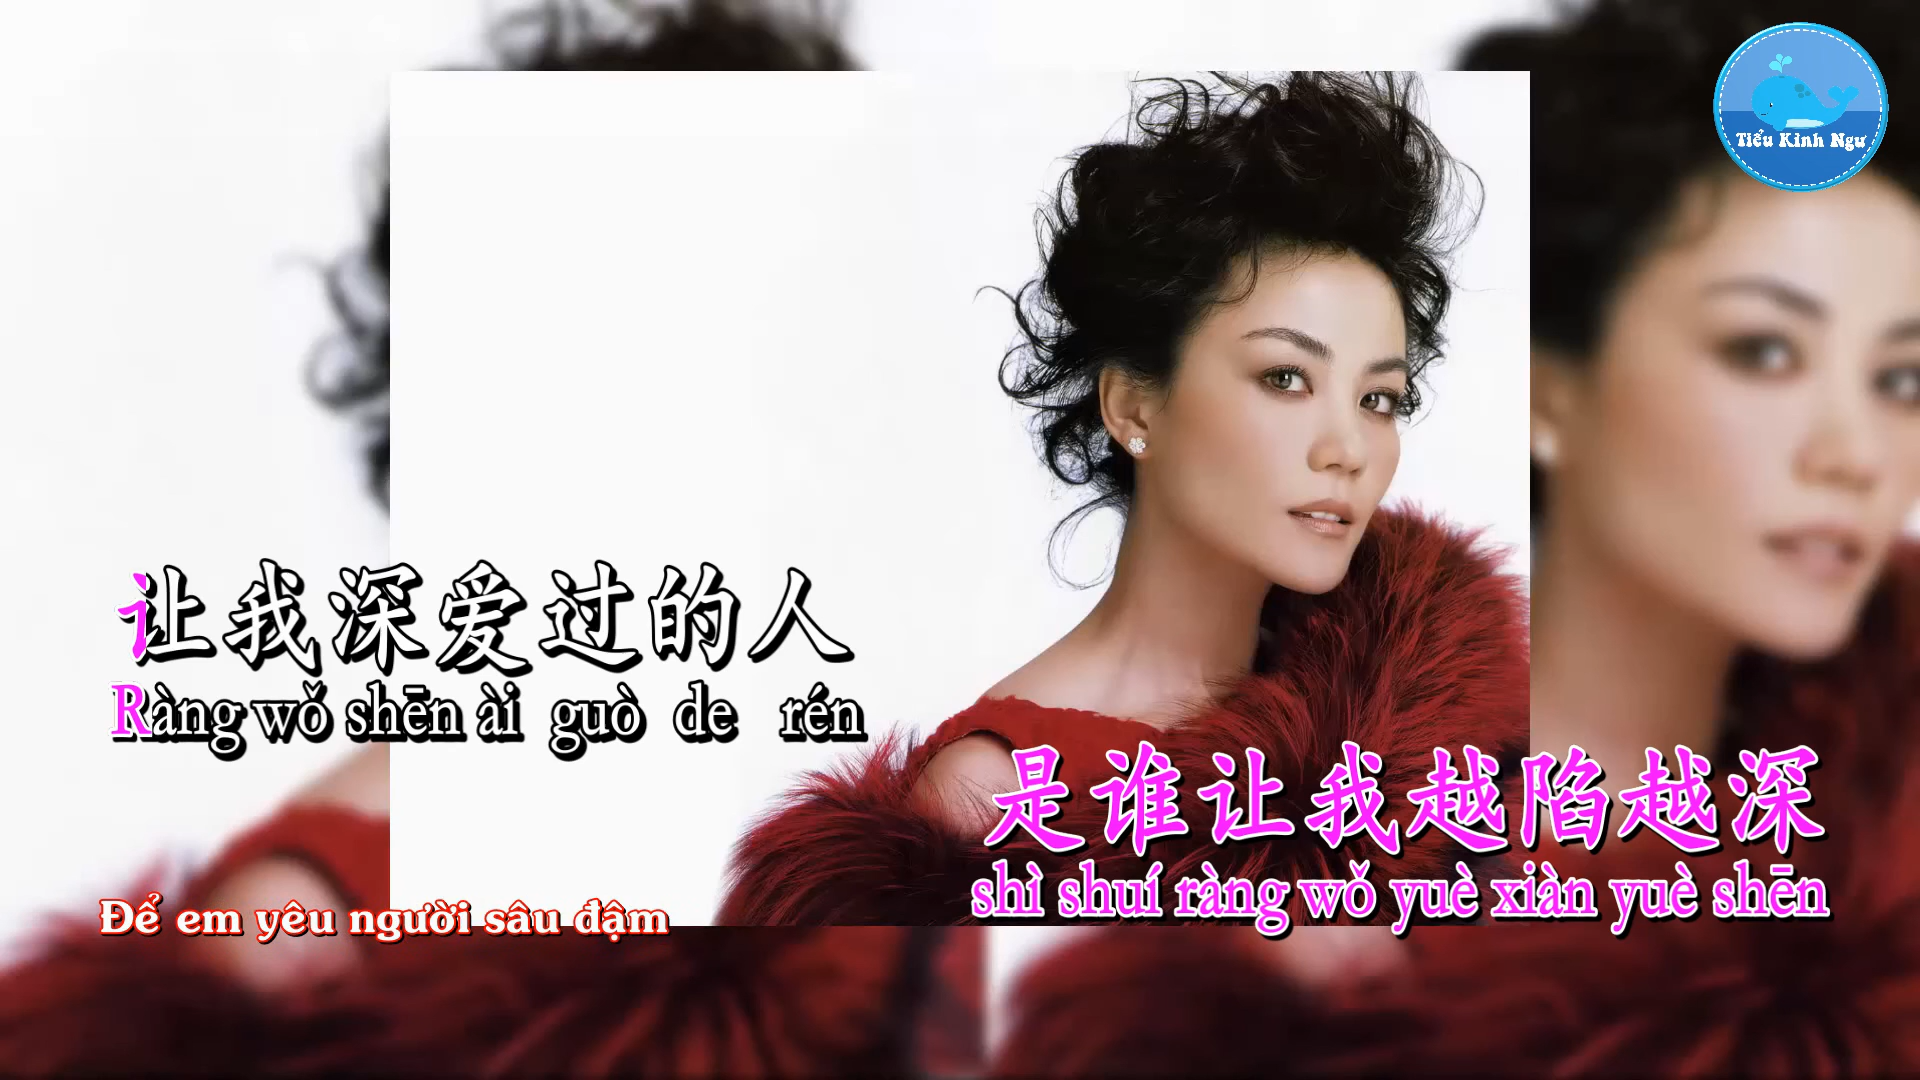 Tiểu Kình Ngư
让我深爱过的人
Ràng wǒ shēn ài guò de rén
是谁让我越陷越深
shì shuí ràng wǒ yuè xiàn yuè shēn
Để em yêu người sâu đậm